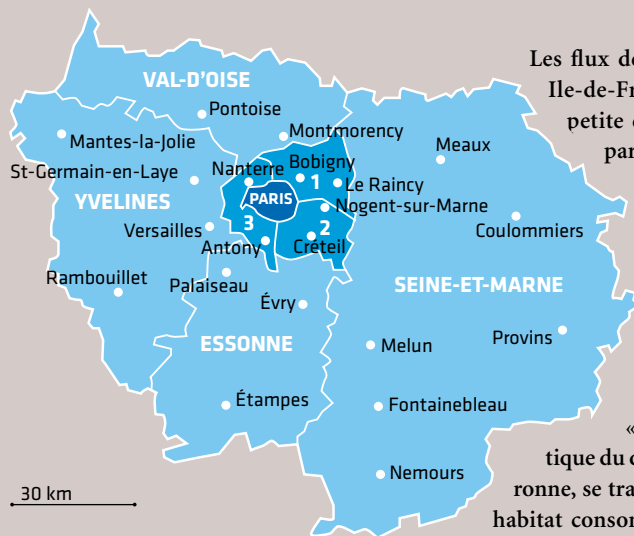 Les flux de
Ile-de-Fr
petite c
par
VAL-D'OISE
Pontoise
Montmorency
Mantes-la-Jolie
Meaux
St-Germain-en-Laye
Nanterre
Bobigny
1
Le Raincy
YVELINES
PARIS
Nogent-sur-Marne
Versailles
3
2
Coulommiers
Antony
Créteil
Rambouillet
Palaiseau
SEINE-ET-MARNE
Évry
ESSONNE
Melun
Provins
Étampes
Fontainebleau
«
tique du c
Nemours
ronne, se tra
30 km
habitat conson